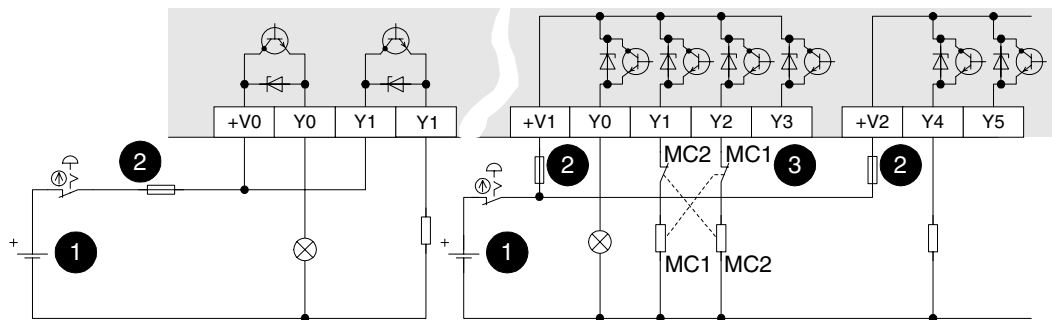 +V0 Y0 Y1 Y1 +V1 Y0 Y1 Y2 Y3 +V2 Y4 Y5
2 2 MC2 MC1 3 2
+ 1 + 1 MC1 MC2